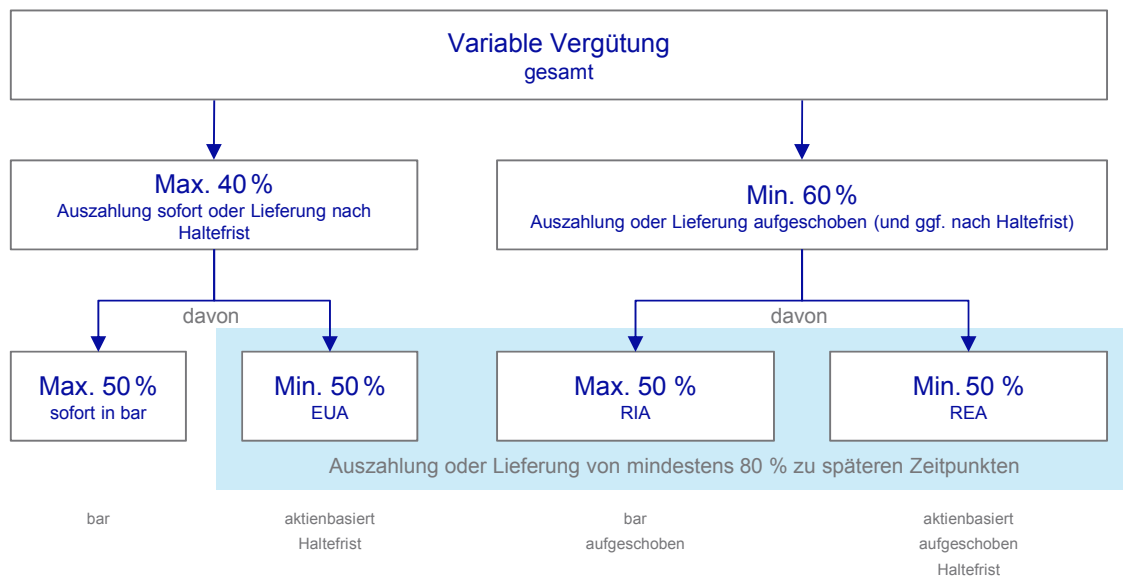 Variable Vergütung
gesamt
Max. 40 %
Auszahlung sofort oder Lieferung nach
Haltefrist
Min. 60 %
Auszahlung oder Lieferung aufgeschoben (und ggf. nach Haltefrist)
davon
davon
Max. 50 %
sofort in bar
Min. 50 %
EUA
Max. 50 %
RIA
Min. 50 %
REA
Auszahlung oder Lieferung von mindestens 80 % zu späteren Zeitpunkten
bar
aktienbasiert
Haltefrist
bar
aufgeschoben
aktienbasiert
aufgeschoben
Haltefrist